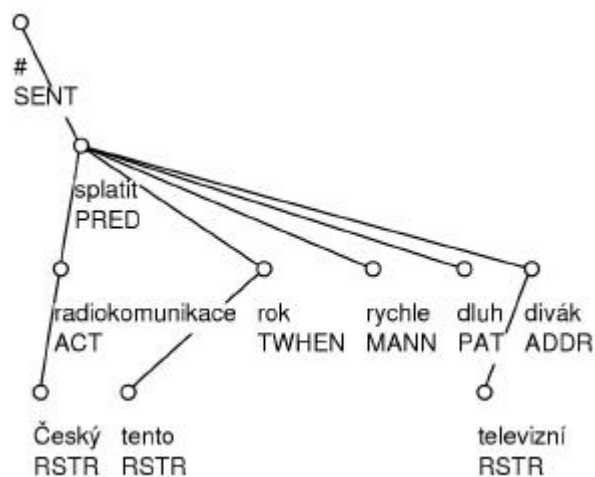 #
SENT
splatit
PRED
radiokomunikace rok rychle dluh divák
ACT TWHEN MANN PAT ADDR
Český tento televizní
RSTR RSTR RSTR